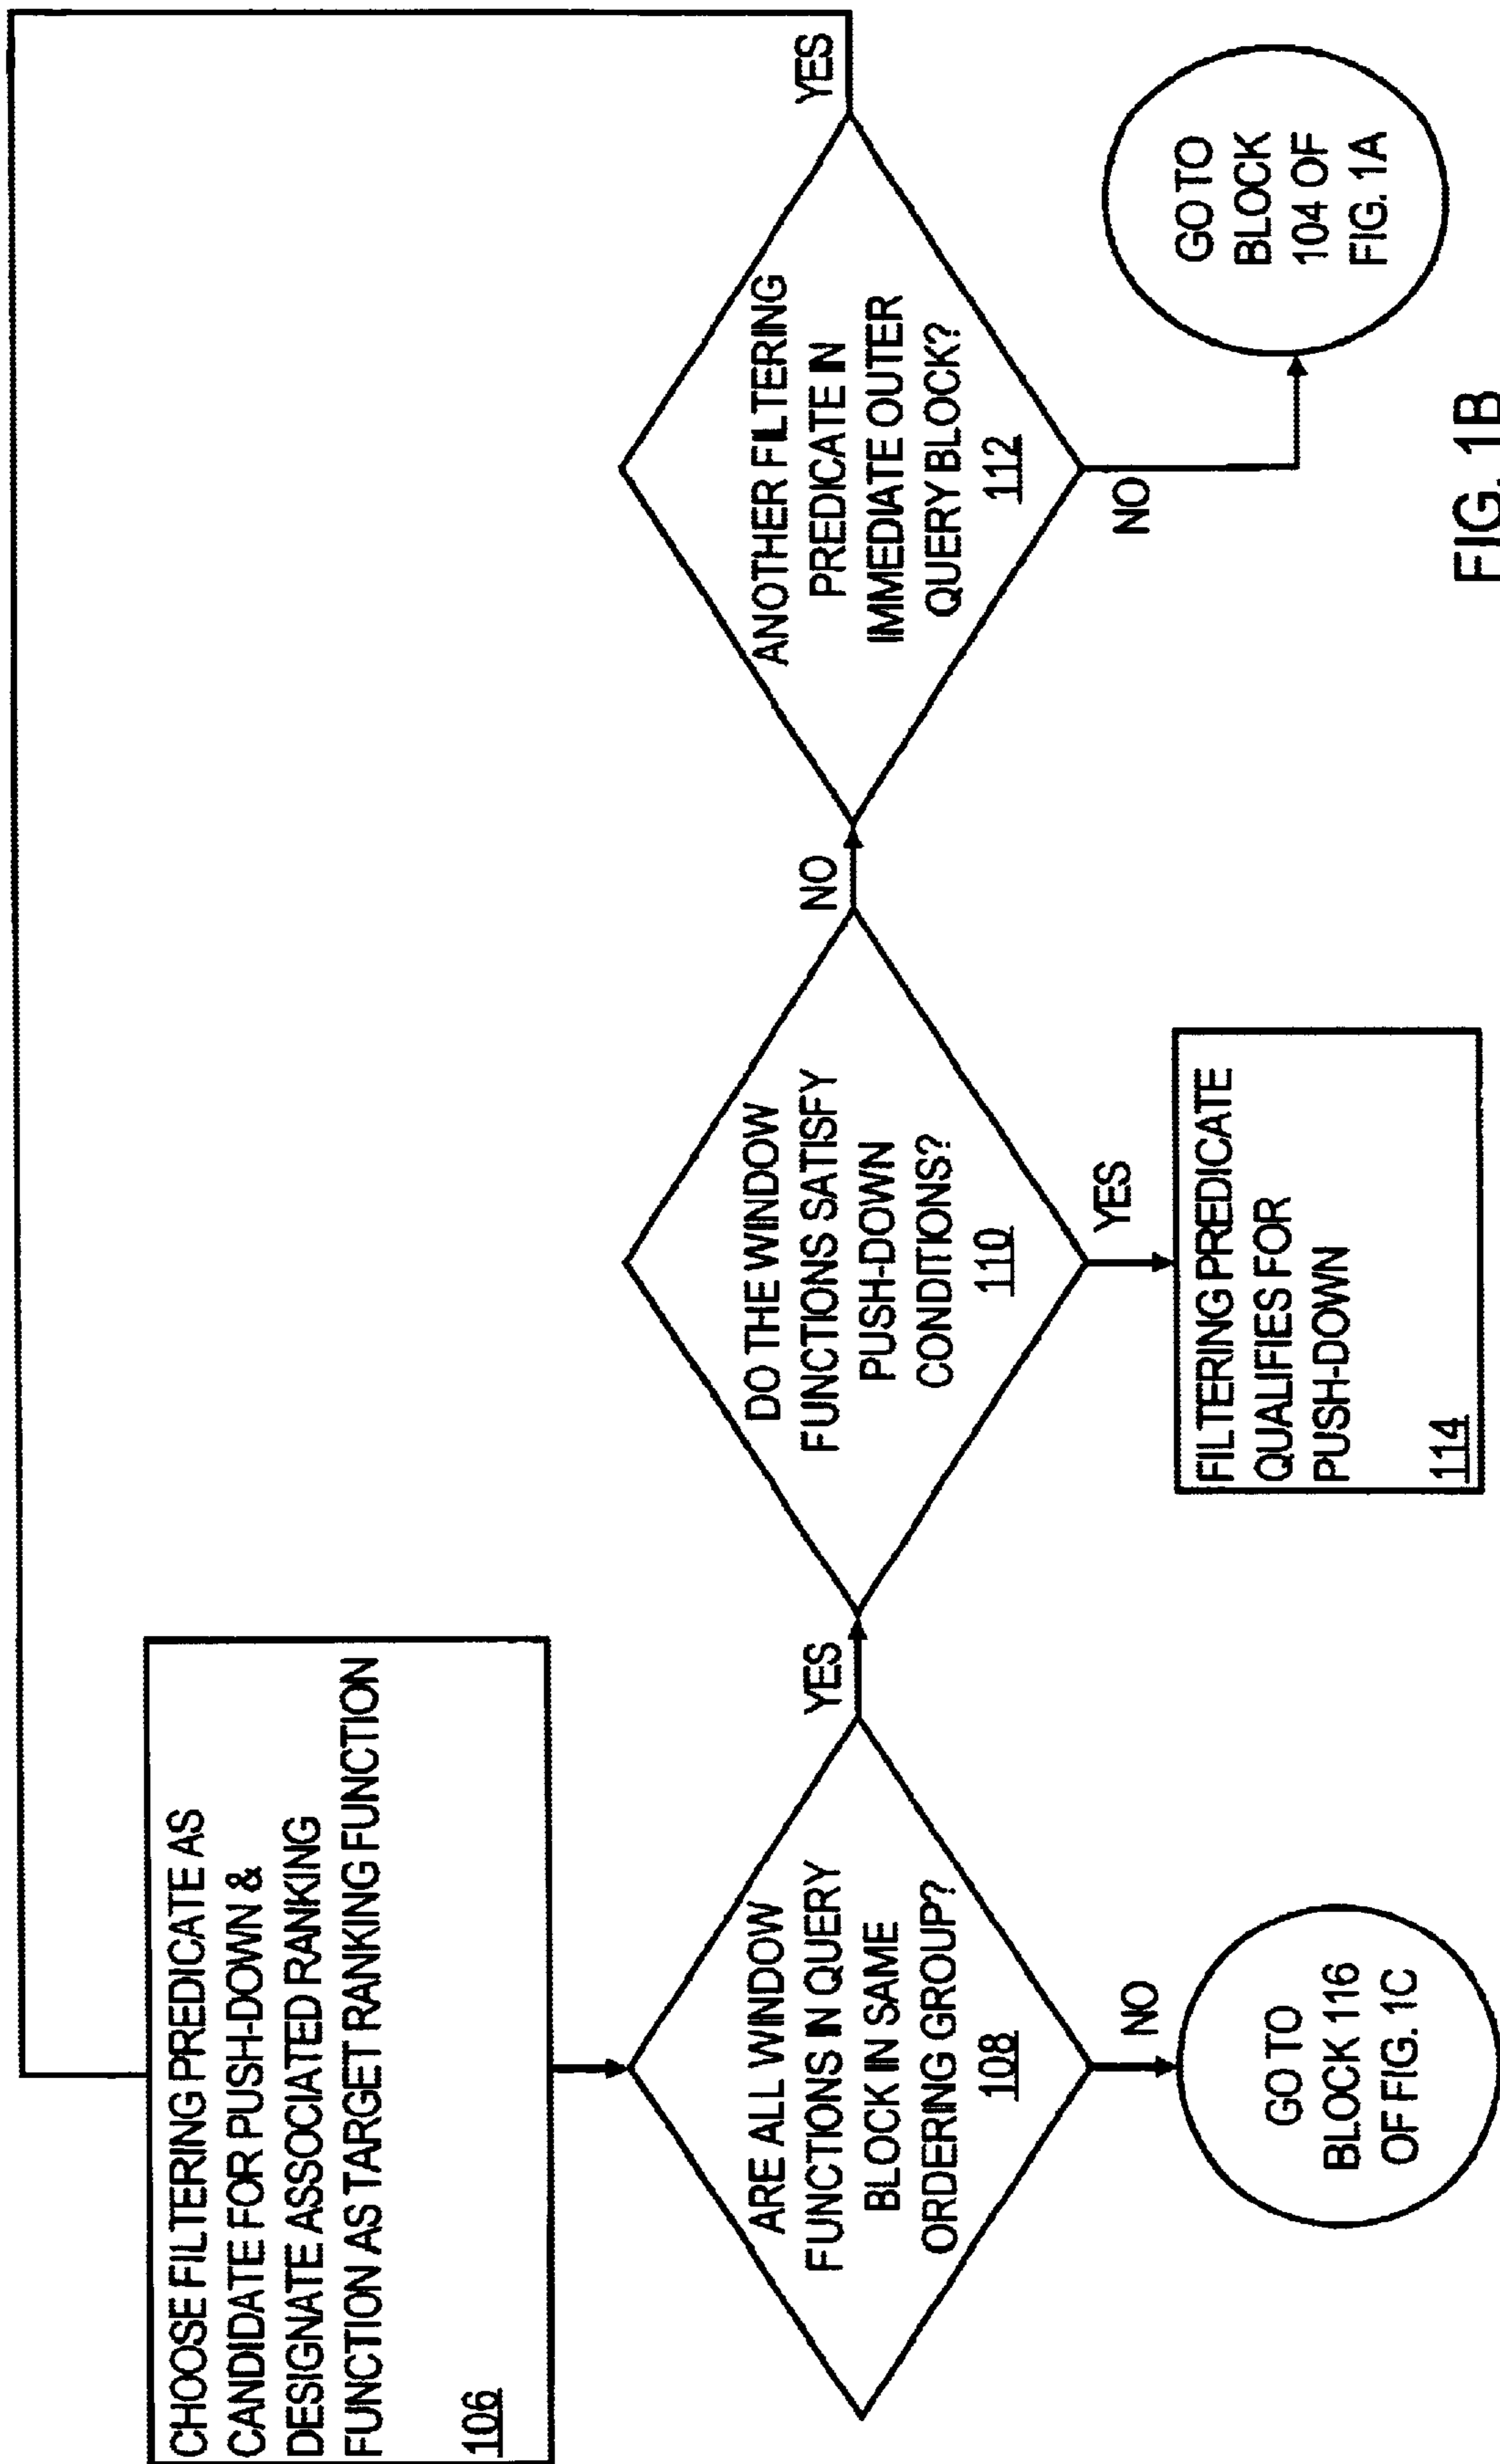 CHOOSE FILTERING PREDICATE AS
CANDIDATE FOR PUSH-DOWN &
DESIGNATE ASSOCIATED RANKING
FUNCTION AS TARGET RANKING FUNCTION
106
ARE ALL WINDOW
FUNCTIONS IN QUERY
BLOCK IN SAME
ORDERING GROUP?
108
YES
NO
GO TO
BLOCK 116
OF FIG. 1C
DO THE WINDOW
FUNCTIONS SATISFY
PUSH-DOWN
CONDITIONS?
110
NO
YES
FILTERING PREDICATE
QUALIFIES FOR
PUSH-DOWN
114
ANOTHER FILTERING
PREDICATE IN
IMMEDIATE OUTER
QUERY BLOCK?
112
YES
NO
GO TO
BLOCK
104 OF
FIG. 1A
FIG. 1B